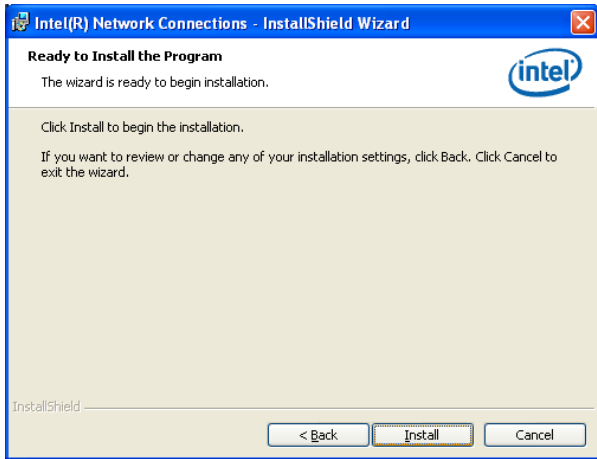 Intel(R) Network Connections - InstallShield Wizard
Ready to Install the Program
The wizard is ready to begin installation.
intel
Click Install to begin the installation.
If you want to review or change any of your installation settings, click Back. Click Cancel to
exit the wizard.
InstallShield
< Back
Install
Cancel